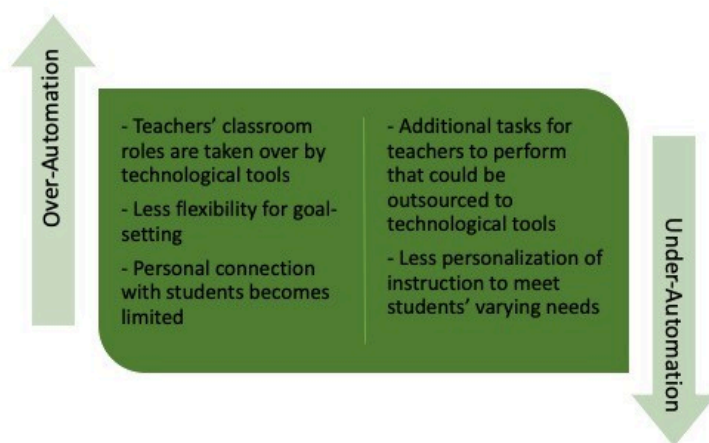 Over-Automation
- Teachers' classroom
roles are taken over by
technological tools
- Less flexibility for goal-
setting
- Personal connection
with students becomes
limited
- Additional tasks for
teachers to perform
that could be
outsourced to
technological tools
- Less personalization of
instruction to meet
students' varying needs
Under-Automation